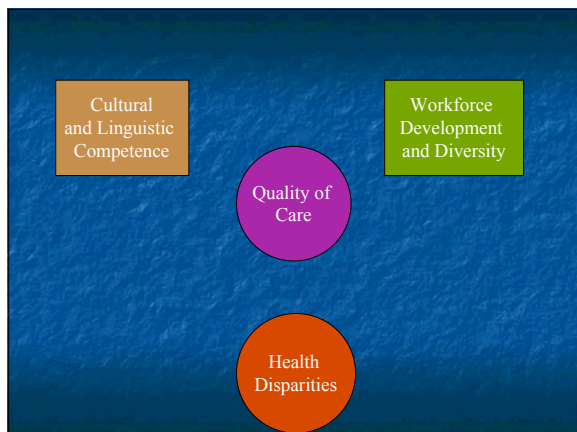 Cultural
and Linguistic
Competence
Workforce
Development
and Diversity
Quality of
Care
Health
Disparities